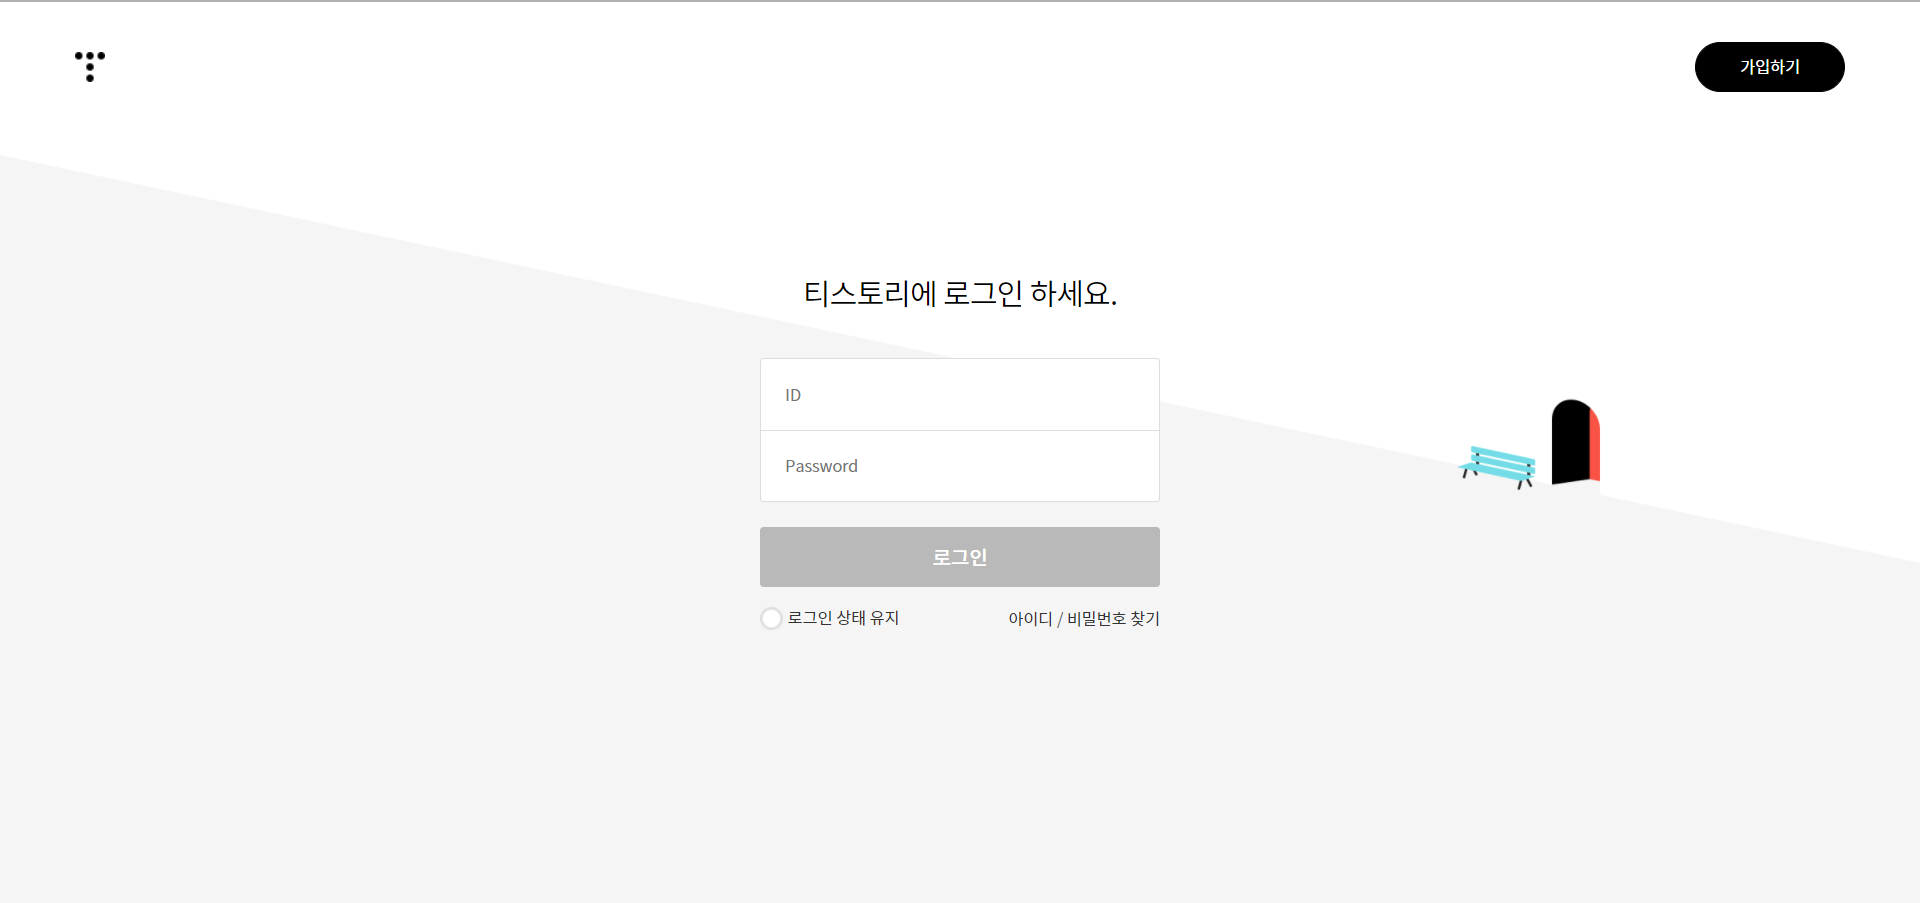 가입하기
티스토리에 로그인 하세요.
ID
Password
로그인
로그인 상태 유지
아이디 / 비밀번호 찾기